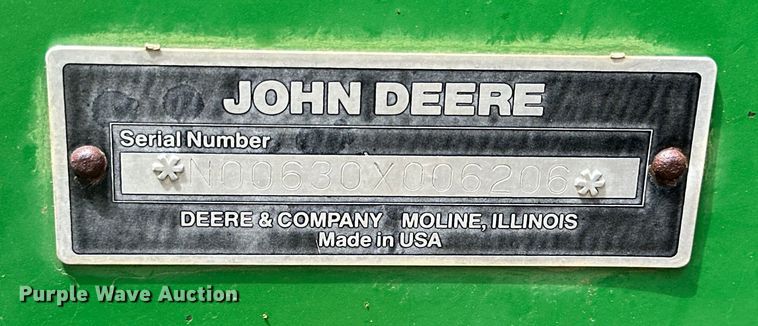 JOHN DEERE
Serial Number
*N00630X006206*
DEERE & COMPANY MOLINE, ILLINOIS
Made in USA
Purple Wave Auction